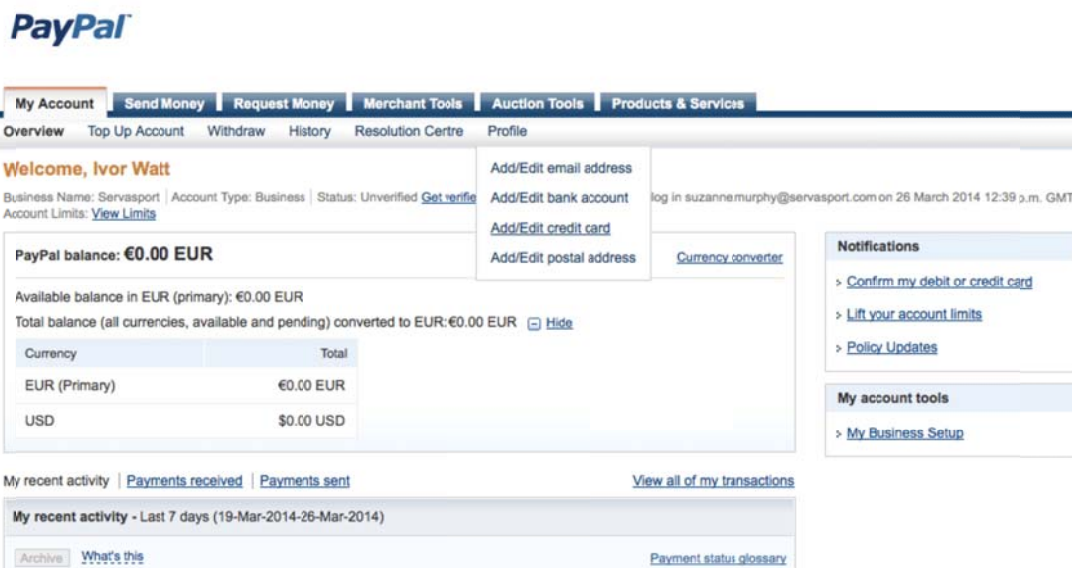 PayPal
My Account Send Money Request Money Merchant Tools Auction Tools Products & Services
Overview Top Up Account Withdraw History Resolution Centre Profile
Welcome, Ivor Watt
Add/Edit email address
Business Name: Servasport Account Type: Business Status: Unverified Get verifie
Add/Edit bank account
log in suzannemurphy@servasport.com on 26 March 2014 12:39 p.m. GMT
Account Limits: View Limits
Add/Edit credit card
Add/Edit postal address
PayPal balance: €0.00 EUR
Currency converter
Available balance in EUR (primary): €0.00 EUR
Total balance (all currencies, available and pending) converted to EUR:€0.00 EUR Hide
Currency Total
EUR (Primary) €0.00 EUR
USD $0.00 USD
Notifications
> Confirm my debit or credit card
> Lift your account limits
> Policy Updates
My account tools
> My Business Setup
My recent activity | Payments received | Payments sent
View all of my transactions
My recent activity - Last 7 days (19-Mar-2014-26-Mar-2014)
Archive What's this
Payment status glossary